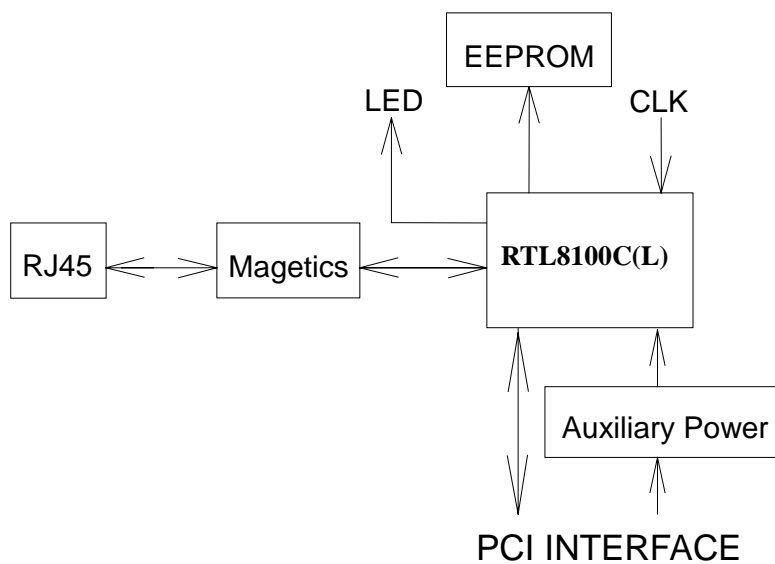 EEPROM
LED
CLK
RJ45
Magetics
RTL8100C(L)
Auxiliary Power
PCI INTERFACE